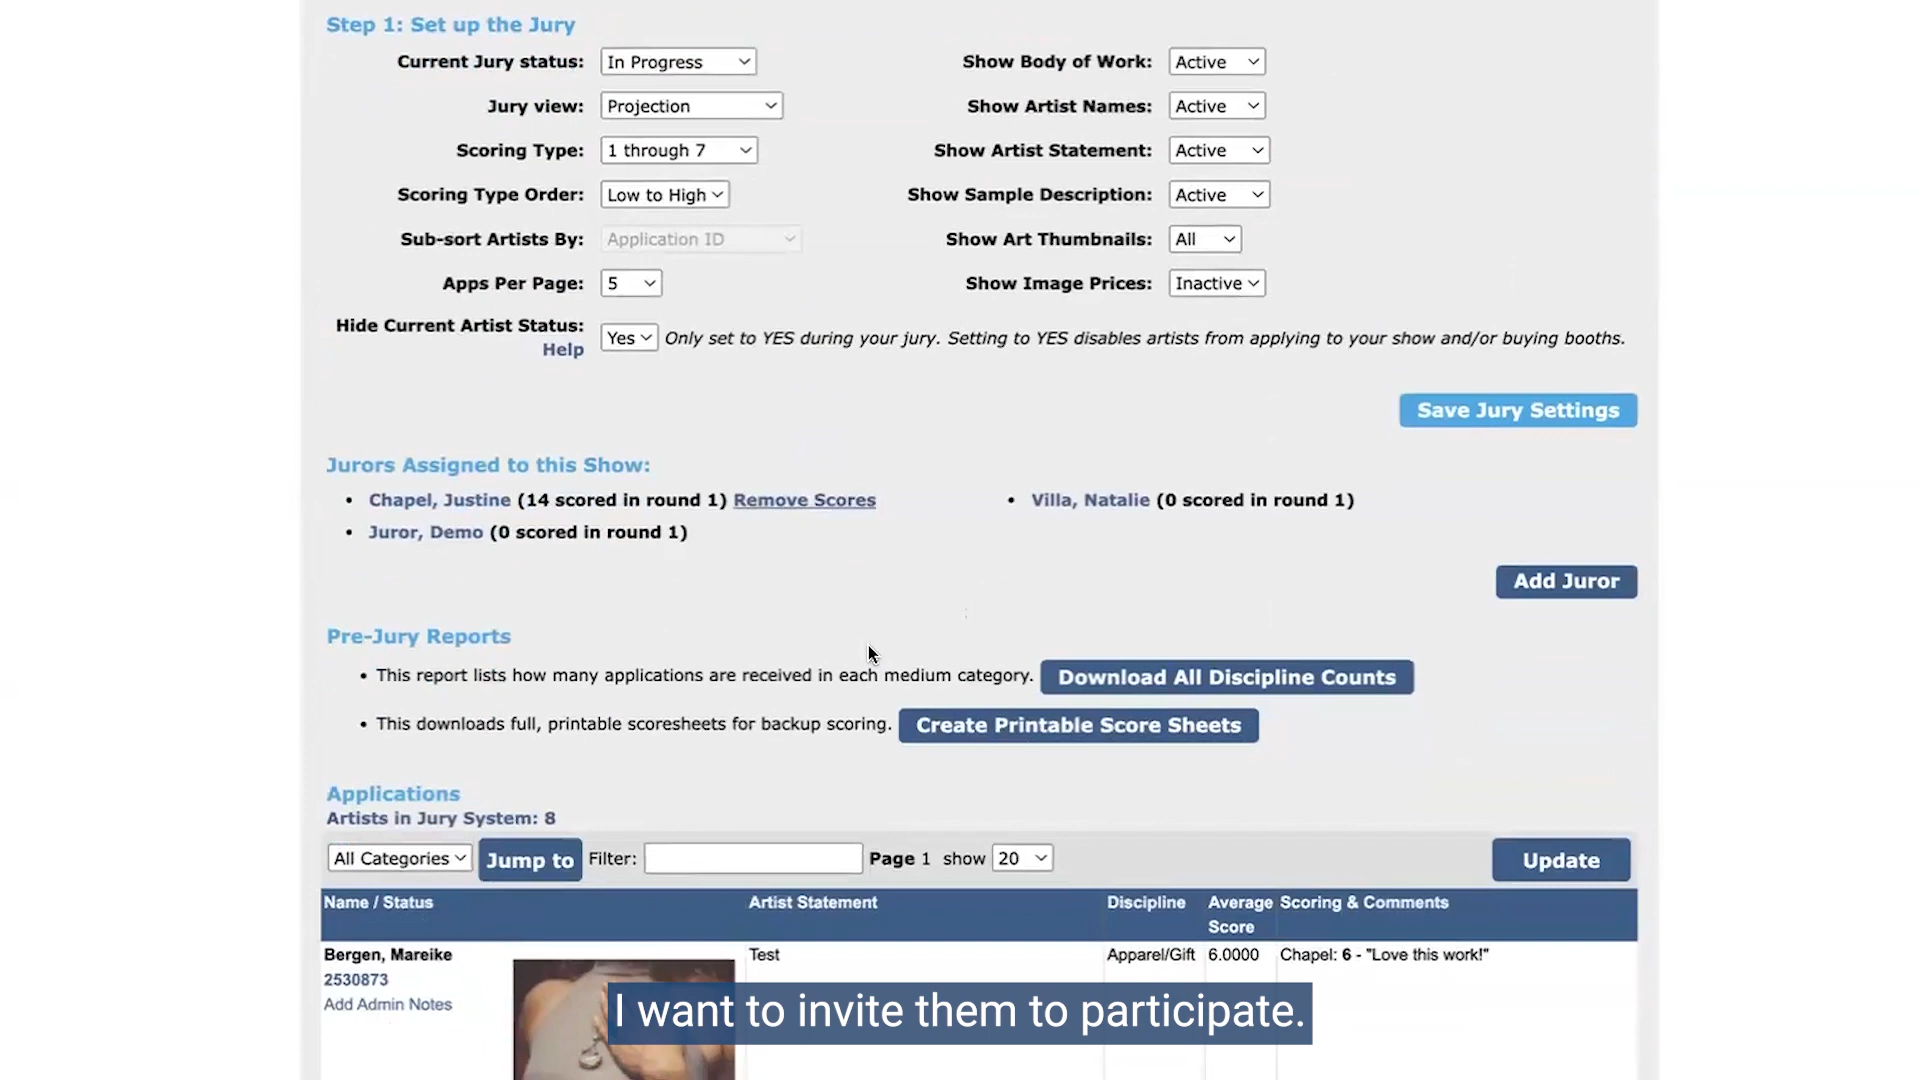 Step 1: Set up the Jury
Current Jury status: In Progress
Show Body of Work: Active
Jury view: Projection
Show Artist Names: Active
Scoring Type: 1 through 7
Show Artist Statement: Active
Scoring Type Order: Low to High
Show Sample Description: Active
Sub-sort Artists By: Application ID
Show Art Thumbnails: All
Apps Per Page: 5
Show Image Prices: Inactive
Hide Current Artist Status: Yes Only set to YES during your jury. Setting to YES disables artists from applying to your show and/or buying booths.
Help
Save Jury Settings
Jurors Assigned to this Show:
• Chapel, Justine (14 scored in round 1) Remove Scores
• Villa, Natalie (0 scored in round 1)
• Juror, Demo (0 scored in round 1)
Add Juror
Pre-Jury Reports
• This report lists how many applications are received in each medium category. Download All Discipline Counts
• This downloads full, printable scoresheets for backup scoring. Create Printable Score Sheets
Applications
Artists in Jury System: 8
All Categories Jump to Filter: Page 1 show 20 Update
Name / Status Artist Statement Discipline Average Scoring & Comments
Score
Bergen, Mareike Test Apparel/Gift 6.0000 Chapel: 6 - "Love this work!"
2530873
Add Admin Notes
I want to invite them to participate.